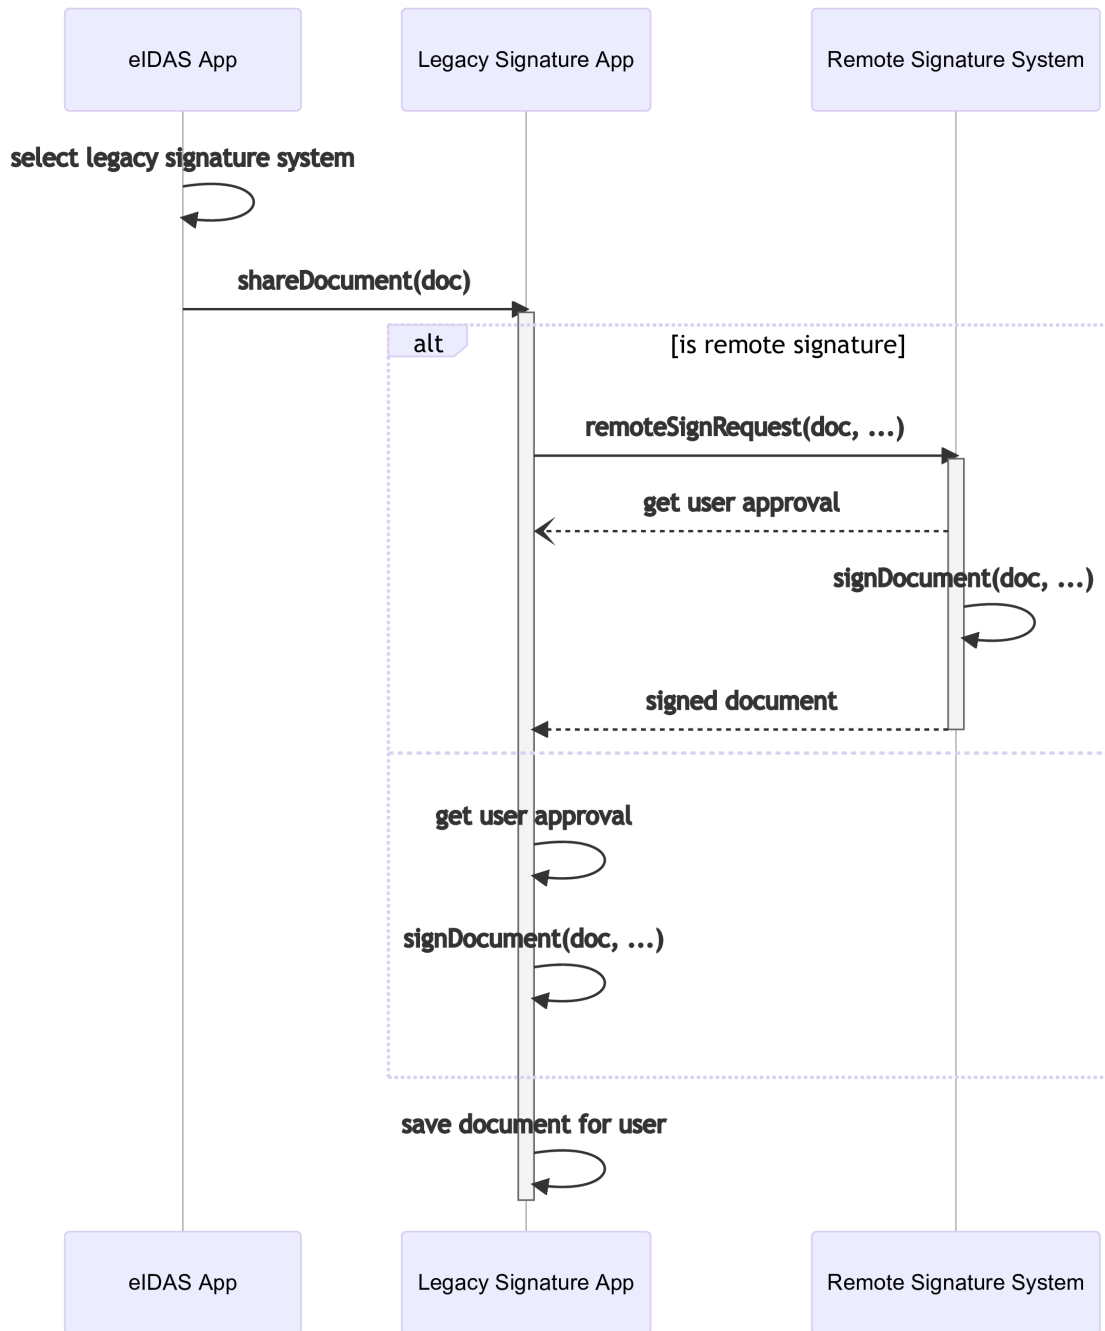 eIDAS App
Legacy Signature App
Remote Signature System
select legacy signature system
shareDocument(doc)
alt
[is remote signature]
remoteSignRequest(doc, ...)
get user approval
signDocument(doc, ...)
signed document
get user approval
signDocument(doc, ...)
save document for user
eIDAS App
Legacy Signature App
Remote Signature System